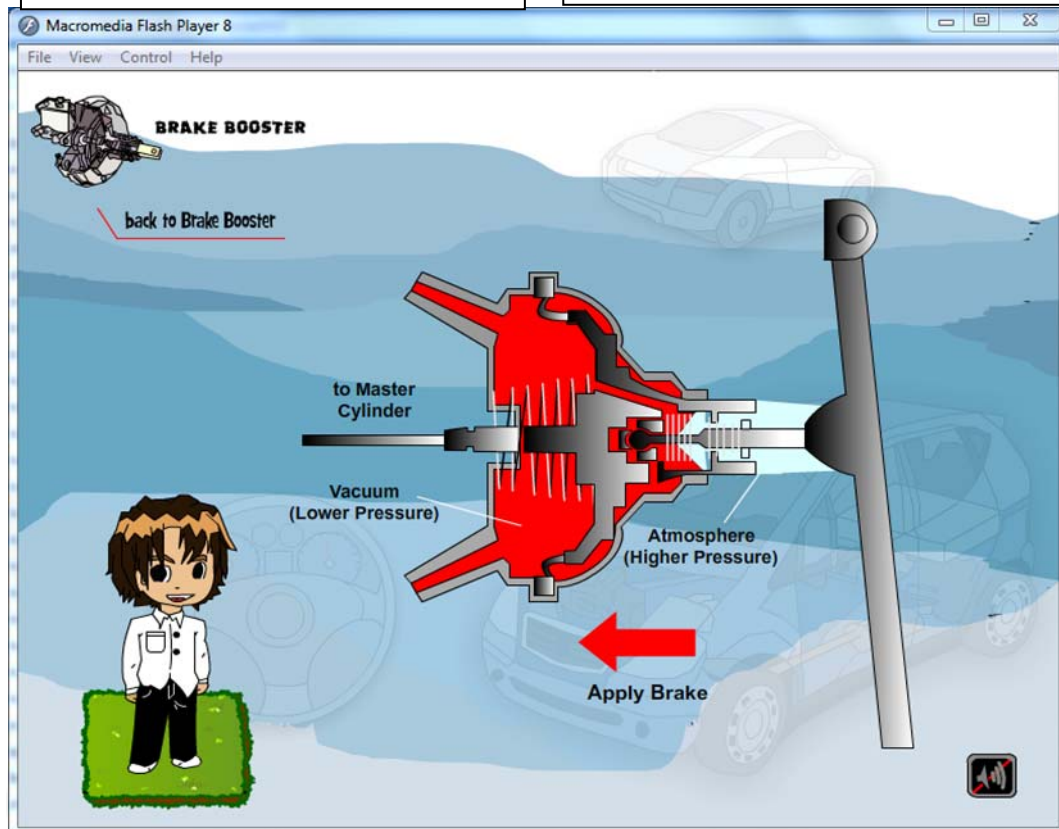 Macromedia Flash Player 8
File View Control Help
BRAKE BOOSTER
back to Brake Booster
to Master
Cylinder
Vacuum
(Lower Pressure)
Atmosphere
(Higher Pressure)
Apply Brake